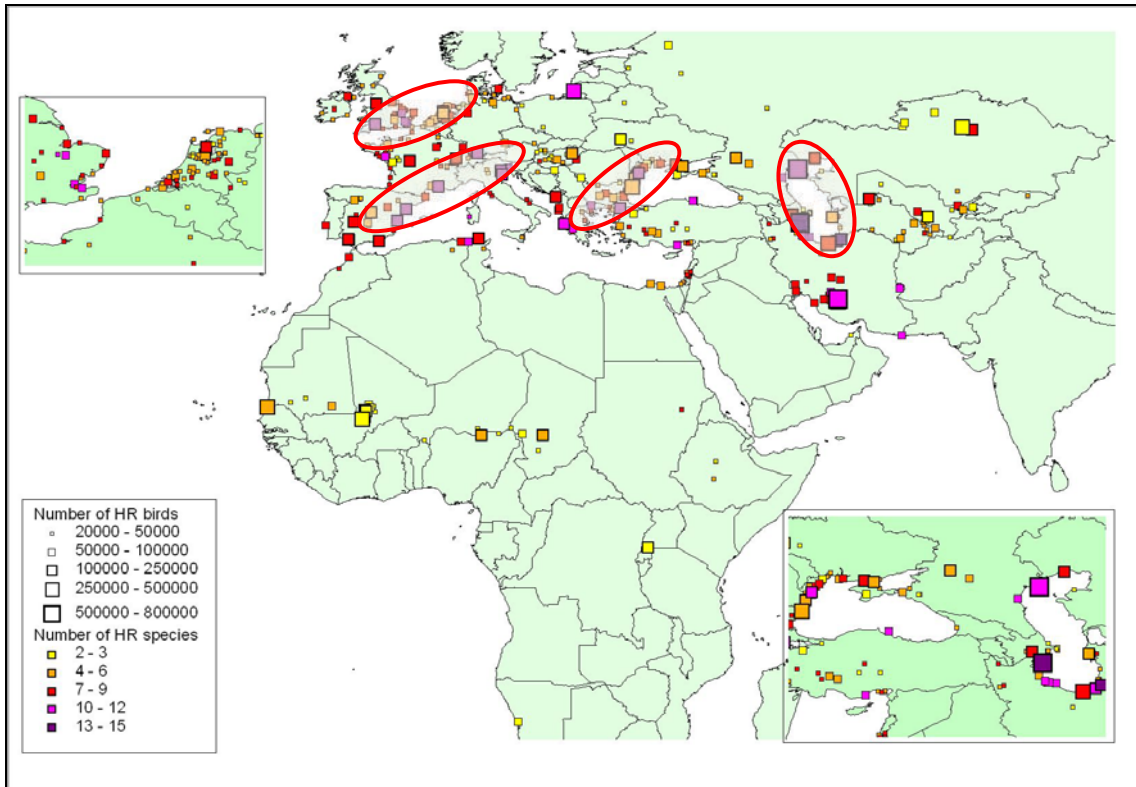 Number of HR birds
20000 - 50000
50000 - 100000
100000 - 250000
250000 - 500000
500000 - 800000
Number of HR species
2 - 3
4 - 6
7 - 9
10 - 12
13 - 15